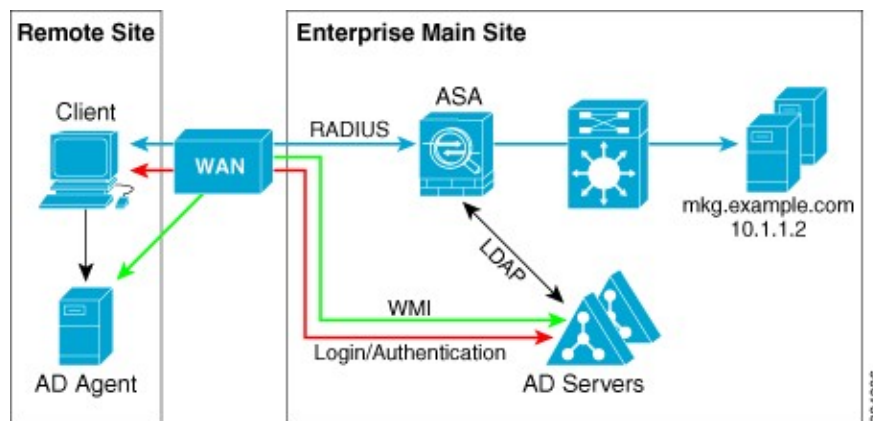 Remote Site
Enterprise Main Site
Client
ASA
RADIUS
WAN
mkg.example.com
10.1.1.2
LDAP
WMI
Login/Authentication
AD Agent
AD Servers